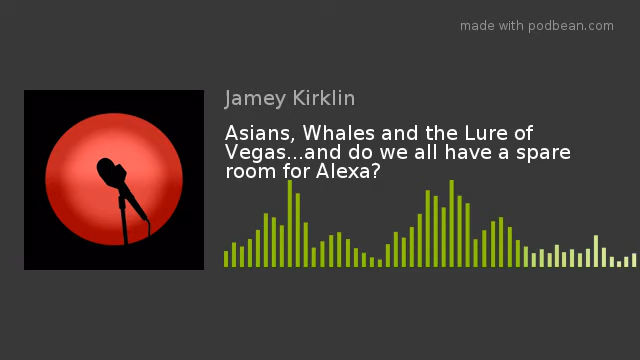 made with podbean.com
Jamey Kirklin
Asians, Whales and the Lure of
Vegas...and do we all have a spare
room for Alexa?